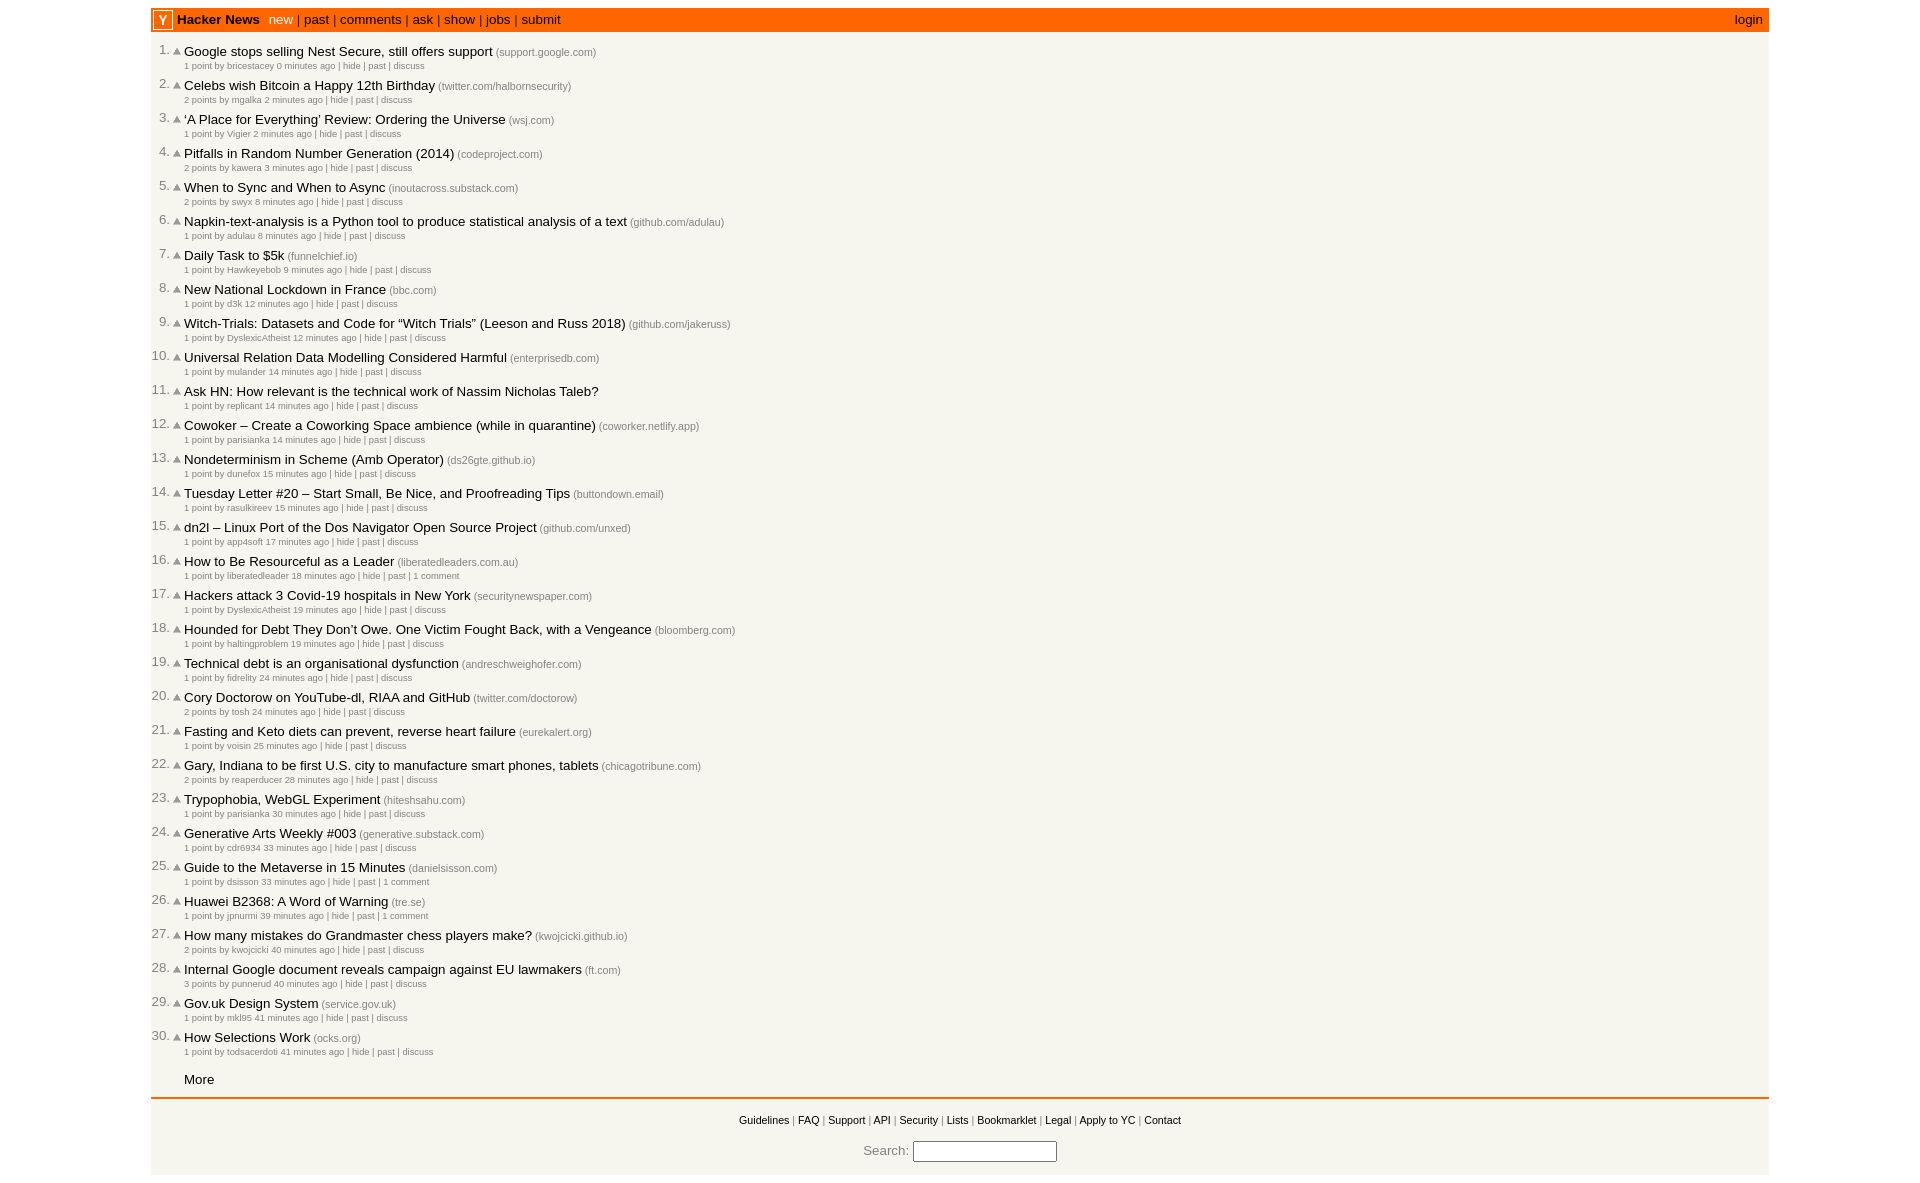 Y Hacker News new | past | comments | ask | show | jobs | submit login
1. Google stops selling Nest Secure, still offers support (support.google.com)
1 point by bricestacey 0 minutes ago | hide | past | discuss
2. Celebs wish Bitcoin a Happy 12th Birthday (twitter.com/halbornsecurity)
2 points by mgalka 2 minutes ago | hide | past | discuss
3. ‘A Place for Everything’ Review: Ordering the Universe (wsj.com)
1 point by Vigier 2 minutes ago | hide | past | discuss
4. Pitfalls in Random Number Generation (2014) (codeproject.com)
2 points by kawera 3 minutes ago | hide | past | discuss
5. When to Sync and When to Async (inoutacross.substack.com)
2 points by swyx 8 minutes ago | hide | past | discuss
6. Napkin-text-analysis is a Python tool to produce statistical analysis of a text (github.com/adulau)
1 point by adulau 8 minutes ago | hide | past | discuss
7. Daily Task to $5k (funnelchief.io)
1 point by Hawkeyebob 9 minutes ago | hide | past | discuss
8. New National Lockdown in France (bbc.com)
1 point by d3k 12 minutes ago | hide | past | discuss
9. Witch-Trials: Datasets and Code for “Witch Trials” (Leeson and Russ 2018) (github.com/jakeruss)
1 point by DyslexicAtheist 12 minutes ago | hide | past | discuss
10. Universal Relation Data Modelling Considered Harmful (enterprisedb.com)
1 point by mulander 14 minutes ago | hide | past | discuss
11. Ask HN: How relevant is the technical work of Nassim Nicholas Taleb?
1 point by replicant 14 minutes ago | hide | past | discuss
12. Cowoker – Create a Coworking Space ambience (while in quarantine) (coworker.netlify.app)
1 point by parisianka 14 minutes ago | hide | past | discuss
13. Nondeterminism in Scheme (Amb Operator) (ds26gte.github.io)
1 point by dunefox 15 minutes ago | hide | past | discuss
14. Tuesday Letter #20 – Start Small, Be Nice, and Proofreading Tips (buttondown.email)
1 point by rasulkireev 15 minutes ago | hide | past | discuss
15. dn2l – Linux Port of the Dos Navigator Open Source Project (github.com/unxed)
1 point by app4soft 17 minutes ago | hide | past | discuss
16. How to Be Resourceful as a Leader (liberatedleaders.com.au)
1 point by liberatedleader 18 minutes ago | hide | past | 1 comment
17. Hackers attack 3 Covid-19 hospitals in New York (securitynewspaper.com)
1 point by DyslexicAtheist 19 minutes ago | hide | past | discuss
18. Hounded for Debt They Don’t Owe. One Victim Fought Back, with a Vengeance (bloomberg.com)
1 point by haltingproblem 19 minutes ago | hide | past | discuss
19. Technical debt is an organisational dysfunction (andreschweighofer.com)
1 point by fidrelity 24 minutes ago | hide | past | discuss
20. Cory Doctorow on YouTube-dl, RIAA and GitHub (twitter.com/doctorow)
2 points by tosh 24 minutes ago | hide | past | discuss
21. Fasting and Keto diets can prevent, reverse heart failure (eurekalert.org)
1 point by voisin 25 minutes ago | hide | past | discuss
22. Gary, Indiana to be first U.S. city to manufacture smart phones, tablets (chicagotribune.com)
2 points by reaperducer 28 minutes ago | hide | past | discuss
23. Trypophobia, WebGL Experiment (hiteshsahu.com)
1 point by parisianka 30 minutes ago | hide | past | discuss
24. Generative Arts Weekly #003 (generative.substack.com)
1 point by cdr6934 33 minutes ago | hide | past | discuss
25. Guide to the Metaverse in 15 Minutes (danielsisson.com)
1 point by dsisson 33 minutes ago | hide | past | 1 comment
26. Huawei B2368: A Word of Warning (tre.se)
1 point by jpnurmi 39 minutes ago | hide | past | 1 comment
27. How many mistakes do Grandmaster chess players make? (kwojcicki.github.io)
2 points by kwojcicki 40 minutes ago | hide | past | discuss
28. Internal Google document reveals campaign against EU lawmakers (ft.com)
3 points by punnerud 40 minutes ago | hide | past | discuss
29. Gov.uk Design System (service.gov.uk)
1 point by mkl95 41 minutes ago | hide | past | discuss
30. How Selections Work (ocks.org)
1 point by todsacerdoti 41 minutes ago | hide | past | discuss
More
Guidelines | FAQ | Support | API | Security | Lists | Bookmarklet | Legal | Apply to YC | Contact
Search: